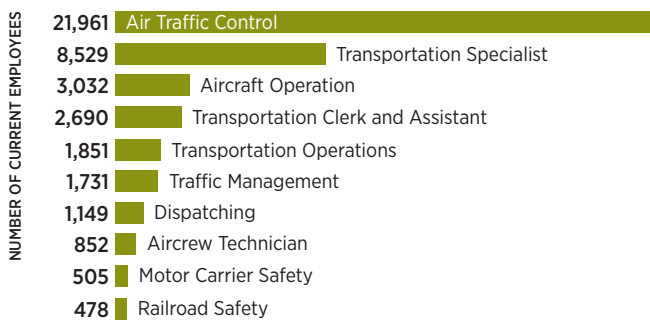 NUMBER OF CURRENT EMPLOYEES
21,961 Air Traffic Control
8,529 Transportation Specialist
3,032 Aircraft Operation
2,690 Transportation Clerk and Assistant
1,851 Transportation Operations
1,731 Traffic Management
1,149 Dispatching
852 Aircrew Technician
505 Motor Carrier Safety
478 Railroad Safety